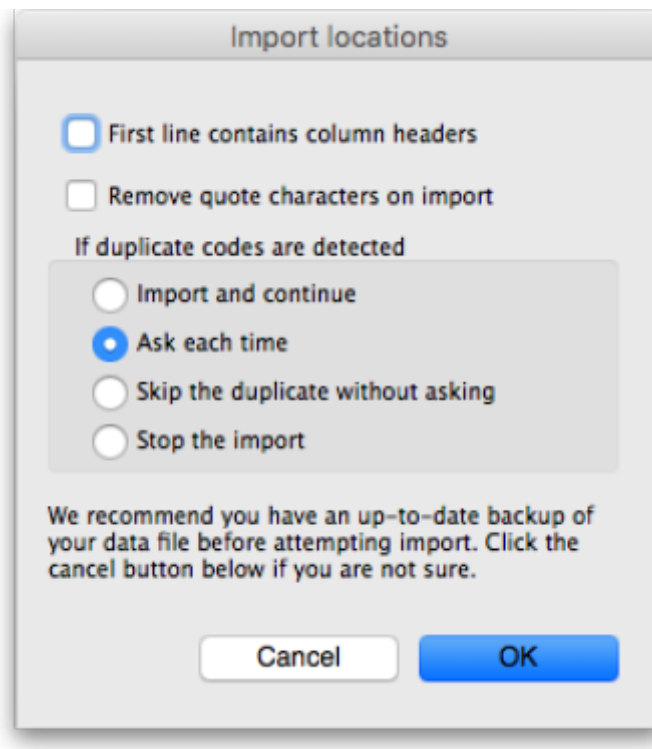 Import locations
First line contains column headers
Remove quote characters on import
If duplicate codes are detected
Import and continue
Ask each time
Skip the duplicate without asking
Stop the import
We recommend you have an up-to-date backup of
your data file before attempting import. Click the
cancel button below if you are not sure.
Cancel
OK